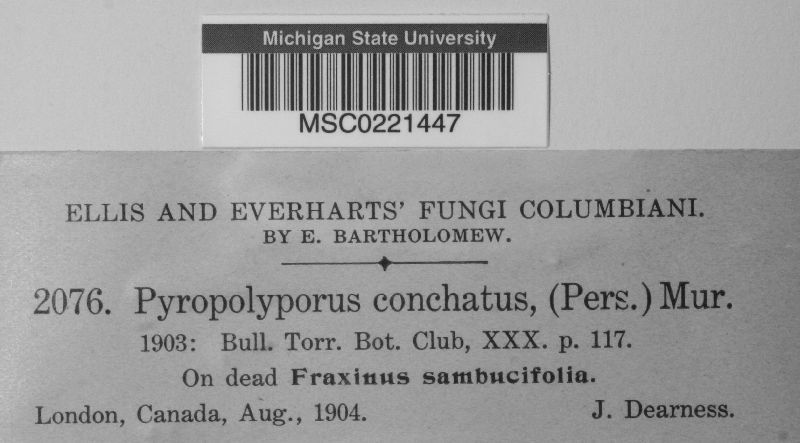 Michigan State University
MSC0221447
ELLIS AND EVERHARTS' FUNGI COLUMBIANI.
BY E. BARTHOLOMEW.
2076. Pyropolyporus conchatus, (Pers.) Mur.
1903: Bull. Torr. Bot. Club, XXX. p. 117.
On dead Fraxinus sambucifolia.
London, Canada, Aug., 1904. J. Dearness.